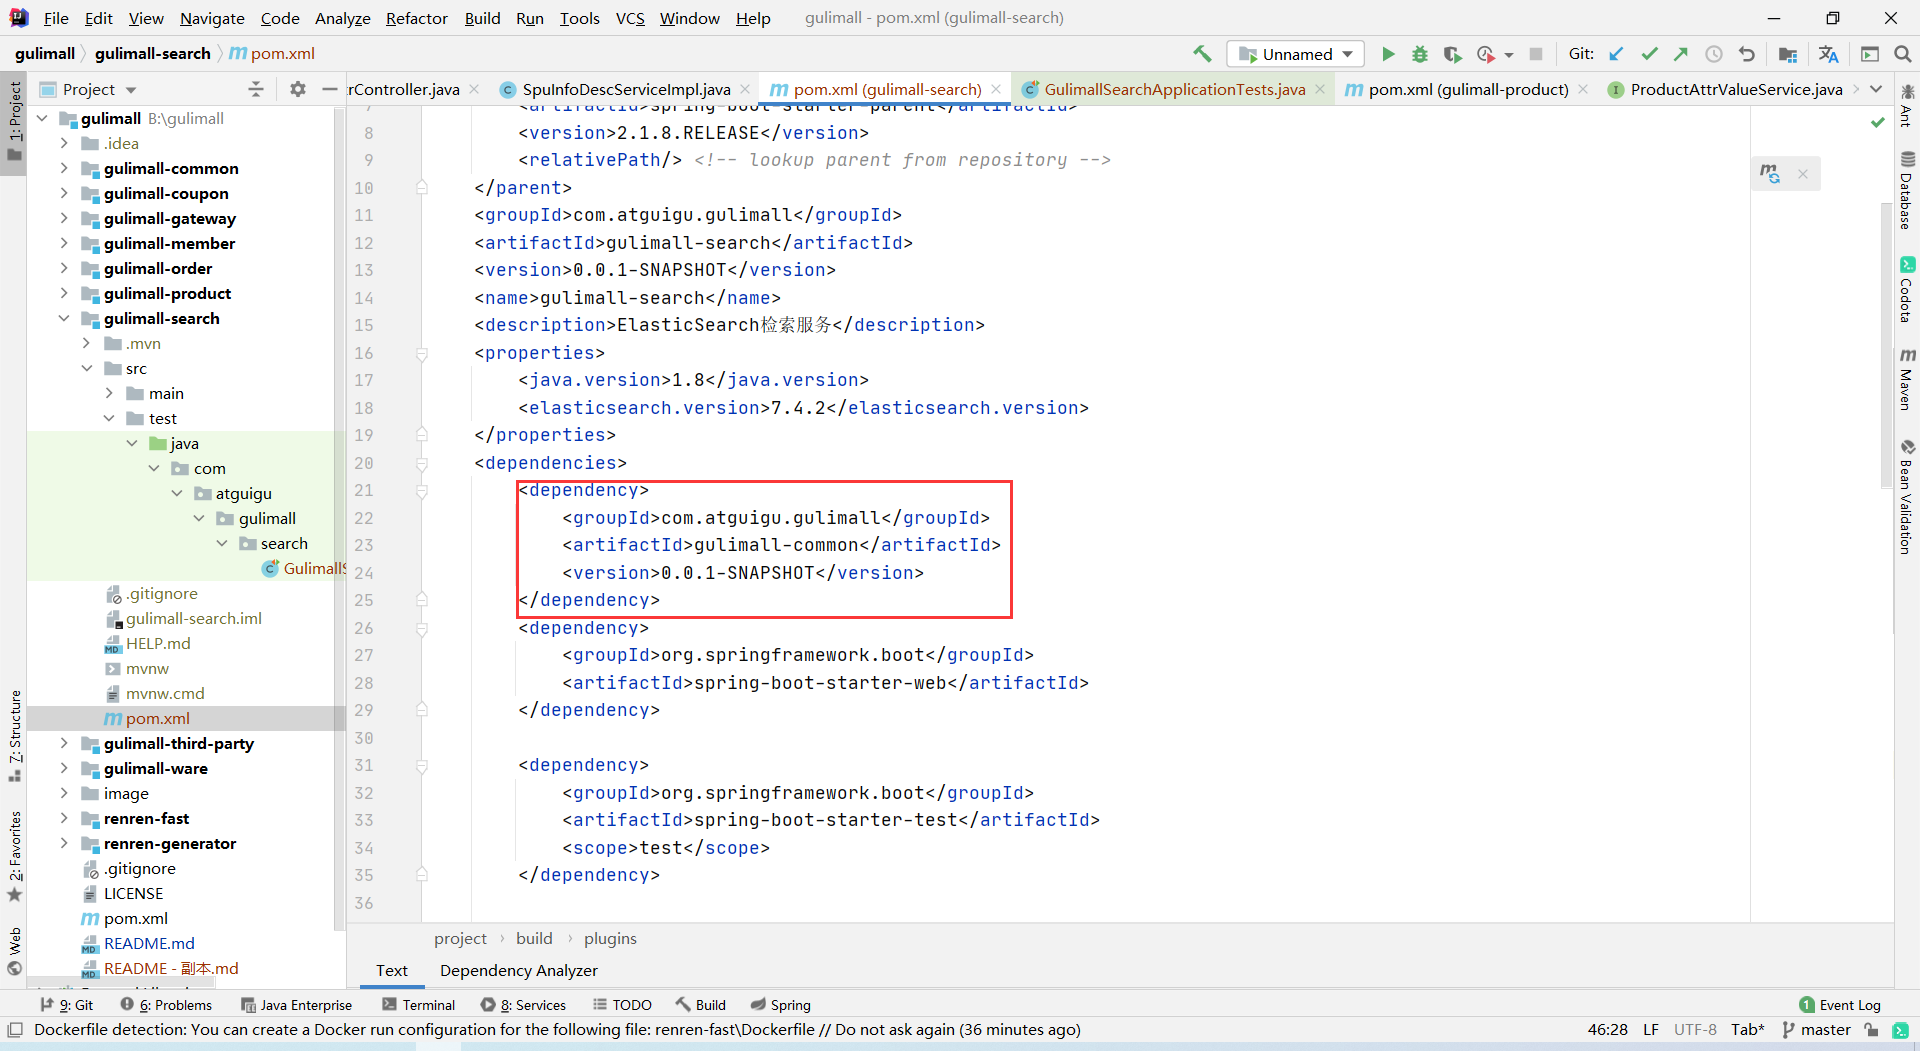 File Edit View Navigate Code Analyze Refactor Build Run Tools VCS Window Help gulimall - pom.xml (gulimall-search)
gulimall gulimall-search pom.xml Unnamed Git:
Project
rController.java SpuInfoDescServiceImpl.java pom.xml (gulimall-search) GulimallSearchApplicationTests.java pom.xml (gulimall-product) ProductAttrValueService.java
1: Project
7: Structure
2: Favorites
Web
gulimall B:\gulimall
.idea
gulimall-common
gulimall-coupon
gulimall-gateway
gulimall-member
gulimall-order
gulimall-product
gulimall-search
.mvn
src
main
test
java
com
atguigu
gulimall
search
GulimallS
.gitignore
gulimall-search.iml
HELP.md
mvnw
mvnw.cmd
pom.xml
gulimall-third-party
gulimall-ware
image
renren-fast
renren-generator
.gitignore
LICENSE
pom.xml
README.md
README - 副本.md
7 <artifactId>spring-boot-starter-parent</artifactId>
8 <version>2.1.8.RELEASE</version>
9 <relativePath/> <!-- lookup parent from repository -->
10 </parent>
11 <groupId>com.atguigu.gulimall</groupId>
12 <artifactId>gulimall-search</artifactId>
13 <version>0.0.1-SNAPSHOT</version>
14 <name>gulimall-search</name>
15 <description>ElasticSearch检索服务</description>
16 <properties>
17 <java.version>1.8</java.version>
18 <elasticsearch.version>7.4.2</elasticsearch.version>
19 </properties>
20 <dependencies>
21 <dependency>
22 <groupId>com.atguigu.gulimall</groupId>
23 <artifactId>gulimall-common</artifactId>
24 <version>0.0.1-SNAPSHOT</version>
25 </dependency>
26 <dependency>
27 <groupId>org.springframework.boot</groupId>
28 <artifactId>spring-boot-starter-web</artifactId>
29 </dependency>
30
31 <dependency>
32 <groupId>org.springframework.boot</groupId>
33 <artifactId>spring-boot-starter-test</artifactId>
34 <scope>test</scope>
35 </dependency>
36
Ant
Database
Codota
Maven
Bean Validation
project build plugins
Text Dependency Analyzer
9: Git 6: Problems Java Enterprise Terminal 8: Services TODO Build Spring 1 Event Log
Dockerfile detection: You can create a Docker run configuration for the following file: renren-fast\Dockerfile // Do not ask again (36 minutes ago) 46:28 LF UTF-8 Tab* master